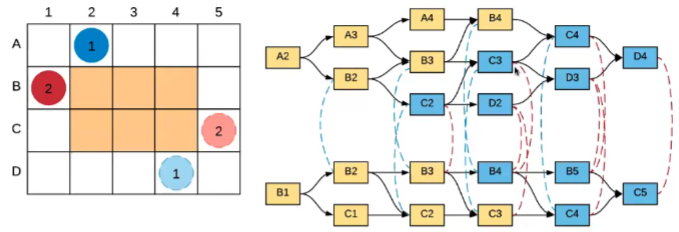 1 2 3 4 5
A 1
B 2
C 2
D 1
A4 B4
A3 C4
A2 B3 C3 D4
B2 D3
C2 D2
B2 B3 B4 B5
B1 C5
C1 C2 C3 C4